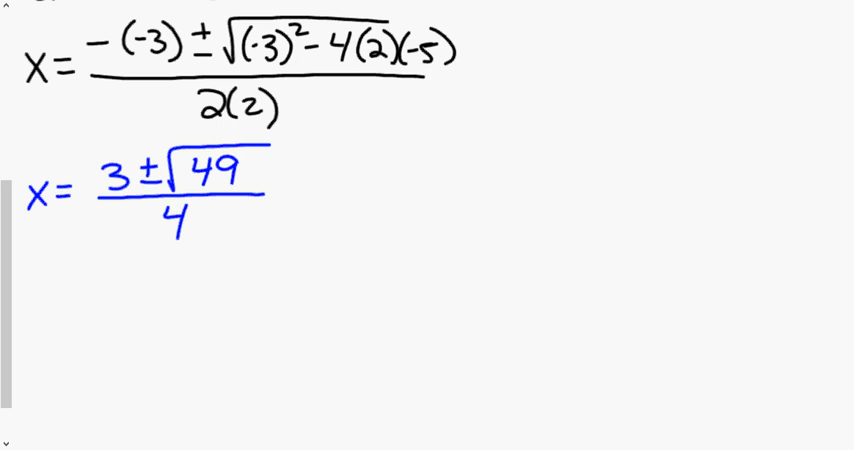 x = -(-3) ± √(-3)² - 4(2)(-5) / 2(2)
x = 3 ± √49 / 4